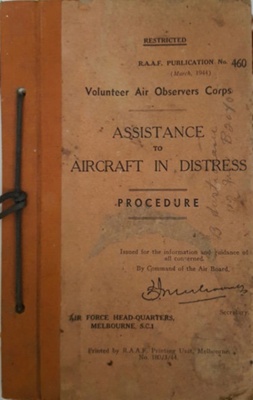 RESTRICTED
R.A.A.F. PUBLICATION No. 460
(March, 1944)
Volunteer Air Observers Corps
ASSISTANCE
TO
AIRCRAFT IN DISTRESS
PROCEDURE
Issued for the information and guidance of
all concerned.
By Command of the Air Board.
Secretary.
AIR FORCE HEAD-QUARTERS,
MELBOURNE, S.C.1
Printed by R.A.A.F. Printing Unit, Melbourne